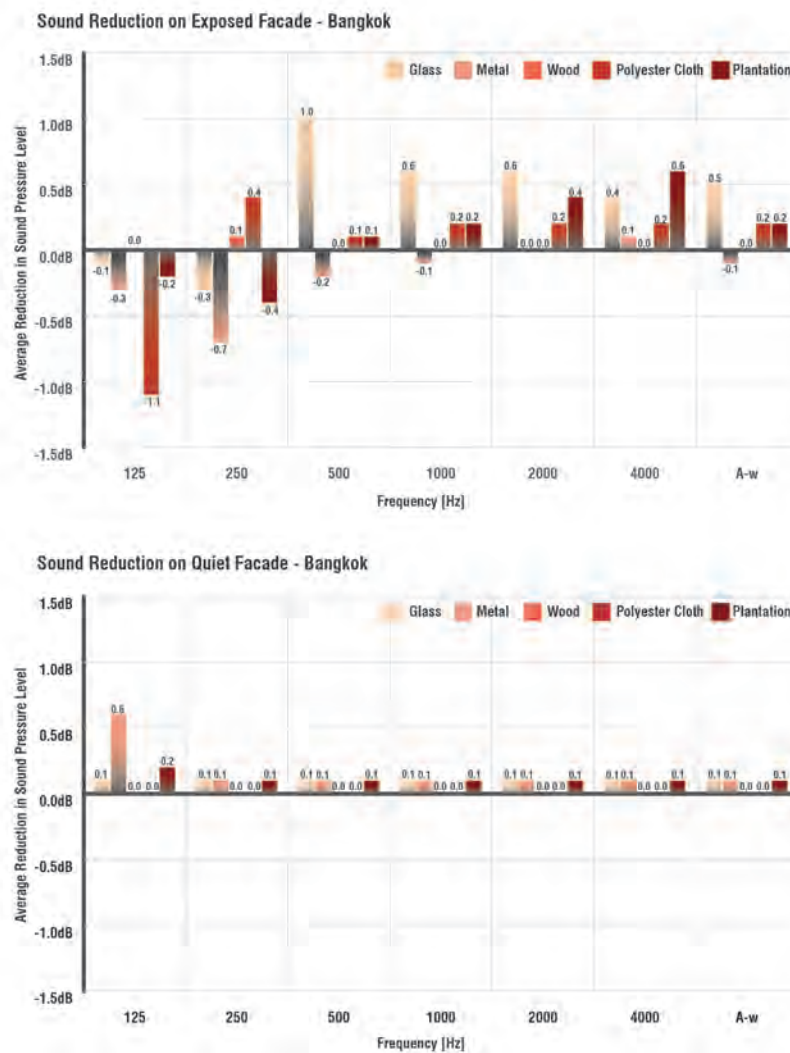 Sound Reduction on Exposed Facade - Bangkok
1.5dB
Glass Metal Wood Polyester Cloth Plantation
1.0dB
0.5dB
0.0dB
-0.5dB
-1.0dB
-1.5dB
Average Reduction in Sound Pressure Level
-0.1 -0.3 0.0 -1.1 -0.2
-0.3 -0.7 0.1 0.4 -0.4
1.0 -0.2 0.0 0.1 0.1
0.6 -0.1 0.0 0.2 0.2
0.6 0.0 0.0 0.2 0.4
0.4 0.1 0.0 0.2 0.6
0.5 -0.1 0.0 0.2 0.2
125 250 500 1000 2000 4000 A-w
Frequency [Hz]
Sound Reduction on Quiet Facade - Bangkok
1.5dB
Glass Metal Wood Polyester Cloth Plantation
1.0dB
0.5dB
0.0dB
-0.5dB
-1.0dB
-1.5dB
Average Reduction in Sound Pressure Level
0.1 0.6 0.0 0.0 0.2
0.1 0.1 0.0 0.0 0.1
0.1 0.1 0.0 0.0 0.1
0.1 0.1 0.0 0.0 0.1
0.1 0.1 0.0 0.0 0.1
0.1 0.1 0.0 0.0 0.1
0.1 0.1 0.0 0.0 0.1
125 250 500 1000 2000 4000 A-w
Frequency [Hz]